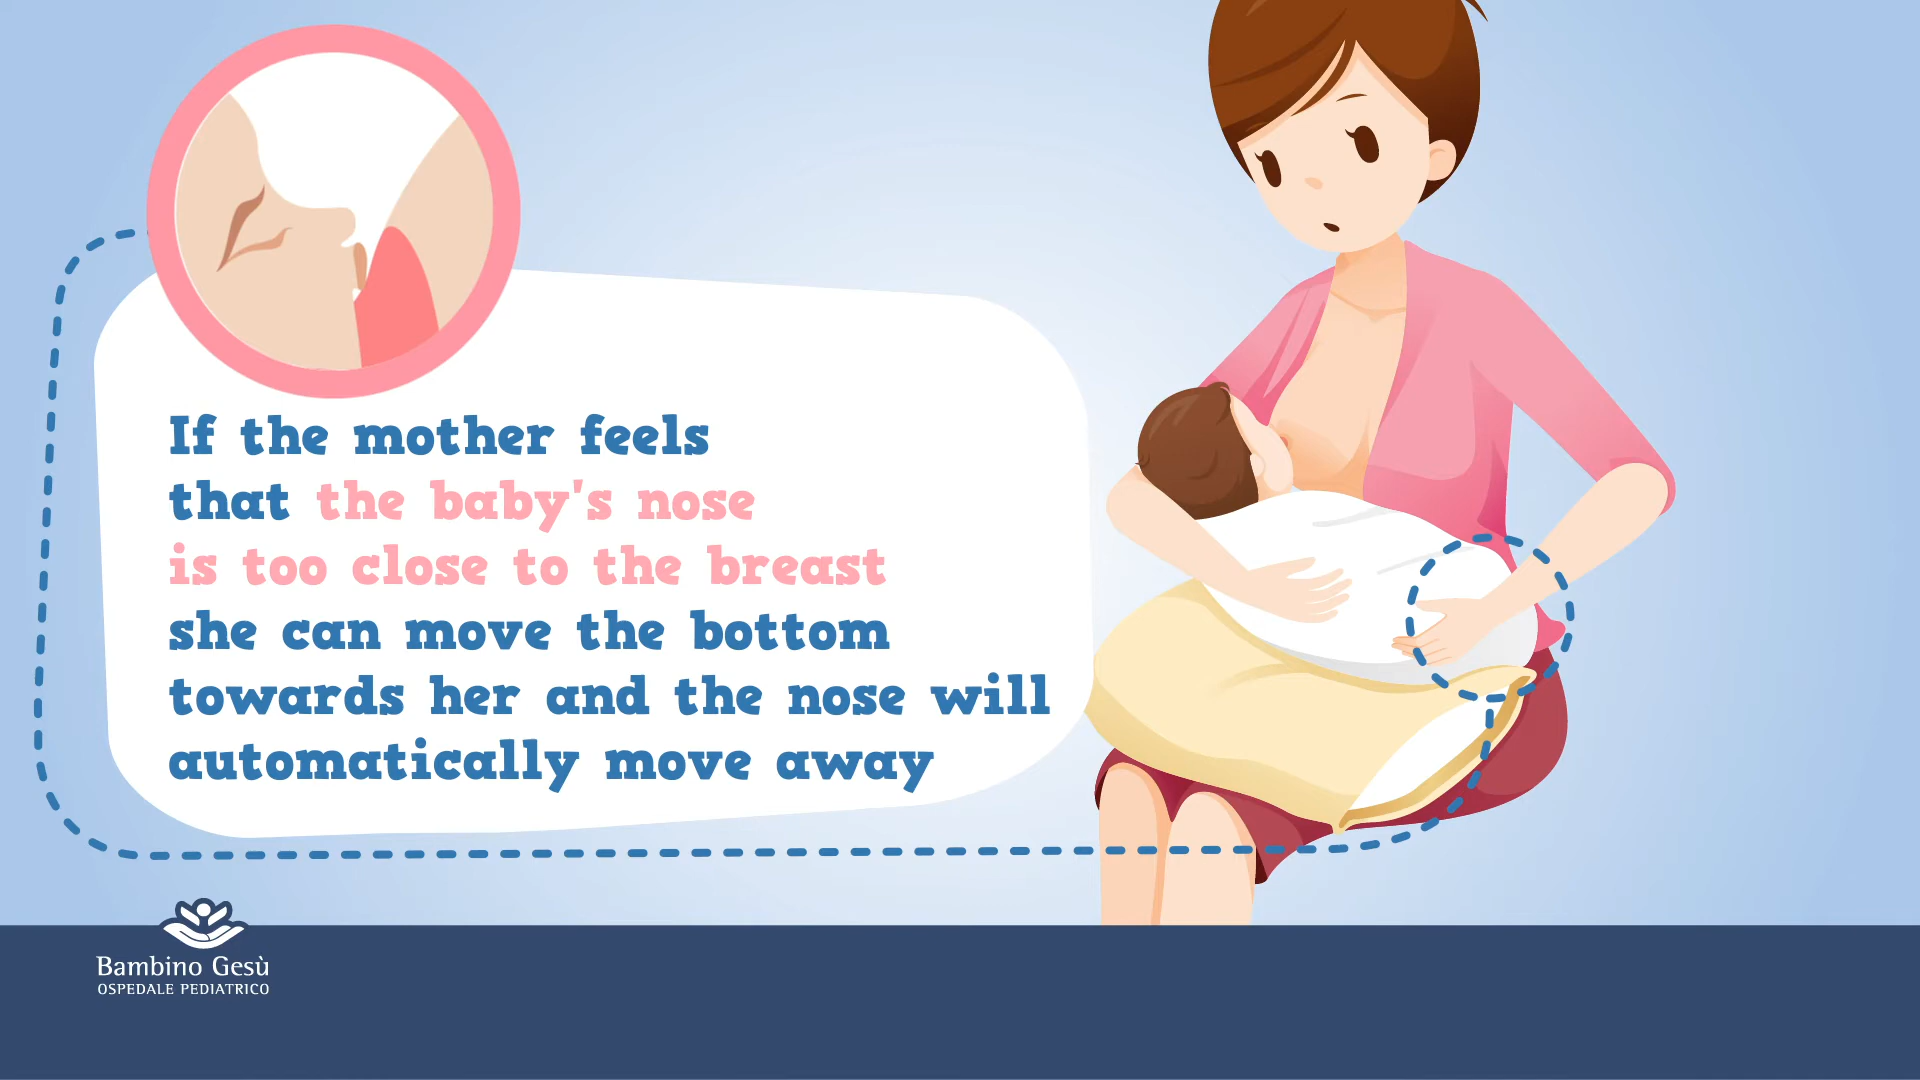 If the mother feels
that the baby's nose
is too close to the breast
she can move the bottom
towards her and the nose will
automatically move away
Bambino Gesù
OSPEDALE PEDIATRICO